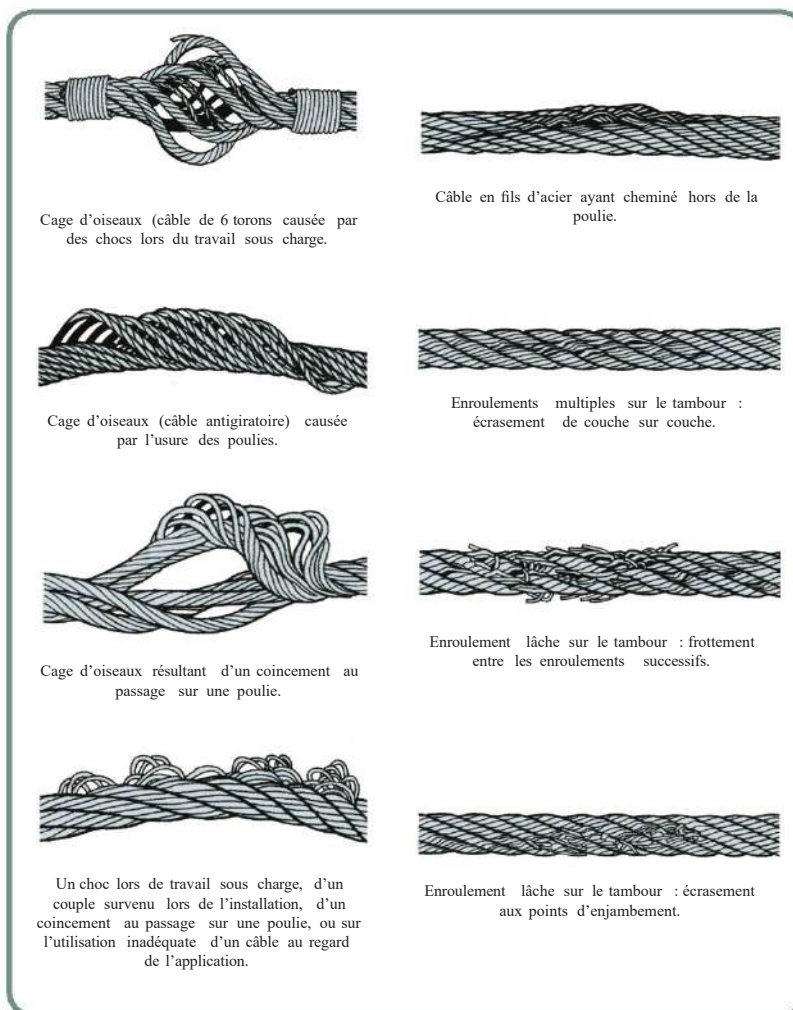 Cage d'oiseaux (câble de 6 torons causée par
des chocs lors du travail sous charge.
Câble en fils d'acier ayant cheminé hors de la
poulie.
Cage d'oiseaux (câble antigiratoire) causée
par l'usure des poulies.
Enroulements multiples sur le tambour :
écrasement de couche sur couche.
Cage d'oiseaux résultant d'un coincement au
passage sur une poulie.
Enroulement lâche sur le tambour : frottement
entre les enroulements successifs.
Un choc lors de travail sous charge, d'un
couple survenu lors de l'installation, d'un
coincement au passage sur une poulie, ou sur
l'utilisation inadéquate d'un câble au regard
de l'application.
Enroulement lâche sur le tambour : écrasement
aux points d'enjambement.